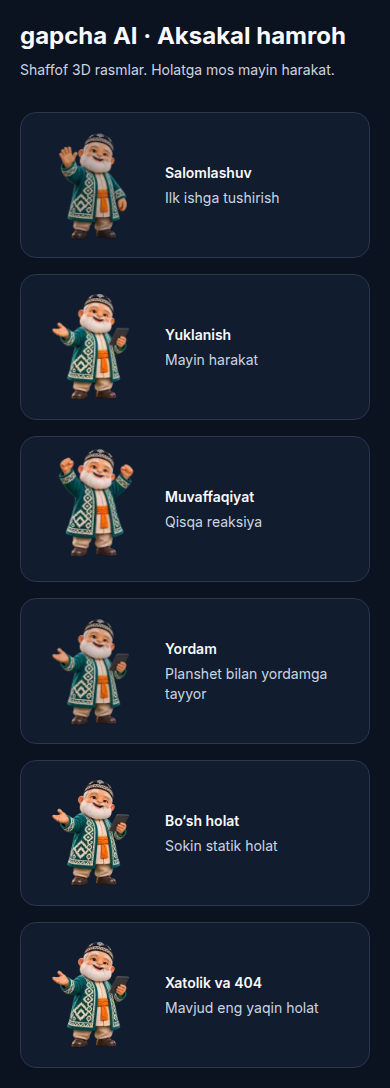 gapcha AI · Aksakal hamroh
Shaffof 3D rasmlar. Holatga mos mayin harakat.
Salomlashuv
Ilk ishga tushirish
Yuklanish
Mayin harakat
Muvaffaqiyat
Qisqa reaksiya
Yordam
Planshet bilan yordamga
tayyor
Bo‘sh holat
Sokin statik holat
Xatolik va 404
Mavjud eng yaqin holat